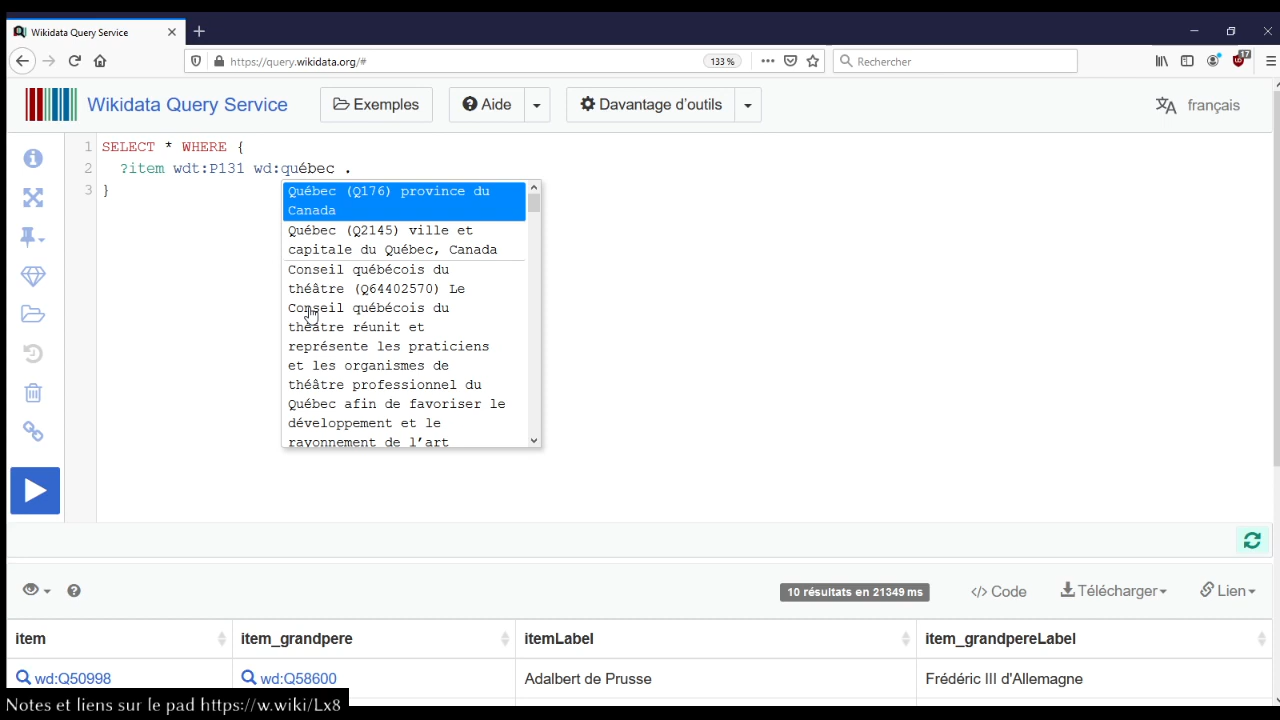 Wikidata Query Service
https://query.wikidata.org/#
133 %
Rechercher
17
Wikidata Query Service
Exemples
Aide
Davantage d'outils
français
1 SELECT * WHERE {
2 ?item wdt:P131 wd:québec .
3 }
Québec (Q176) province du
Canada
Québec (Q2145) ville et
capitale du Québec, Canada
Conseil québécois du
théâtre (Q64402570) Le
Conseil québécois du
théâtre réunit et
représente les praticiens
et les organismes de
théâtre professionnel du
Québec afin de favoriser le
développement et le
rayonnement de l'art
10 résultats en 21349 ms
</> Code
Télécharger
Lien
item item_grandpere itemLabel item_grandpereLabel
wd:Q50998 wd:Q58600 Adalbert de Prusse Frédéric III d'Allemagne
Notes et liens sur le pad https://w.wiki/Lx8